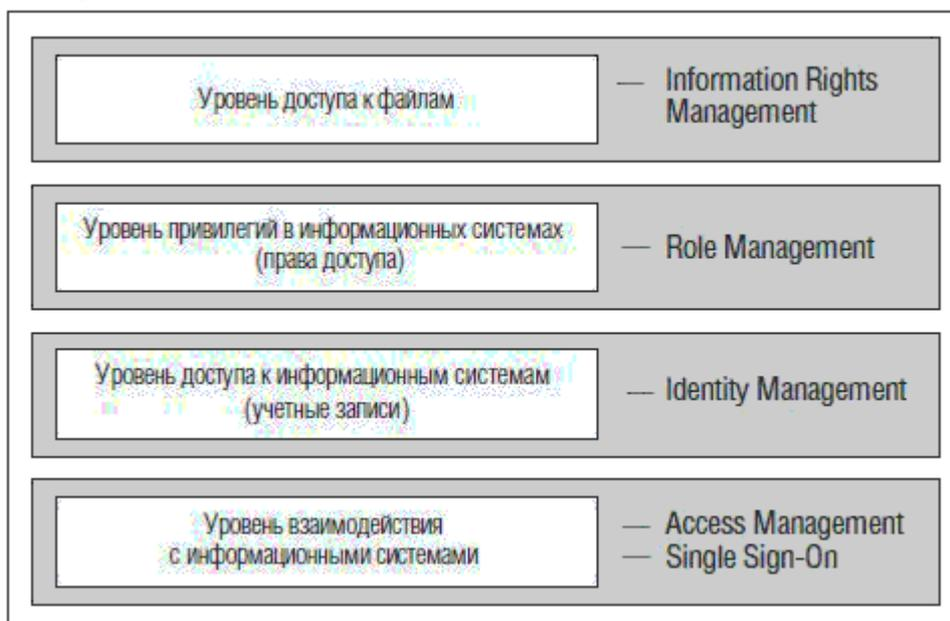 Уровень доступа к файлам
— Information Rights
Management
Уровень привилегий в информационных системах
(права доступа)
— Role Management
Уровень доступа к информационным системам
(учетные записи)
— Identity Management
Уровень взаимодействия
с информационными системами
— Access Management
— Single Sign-On